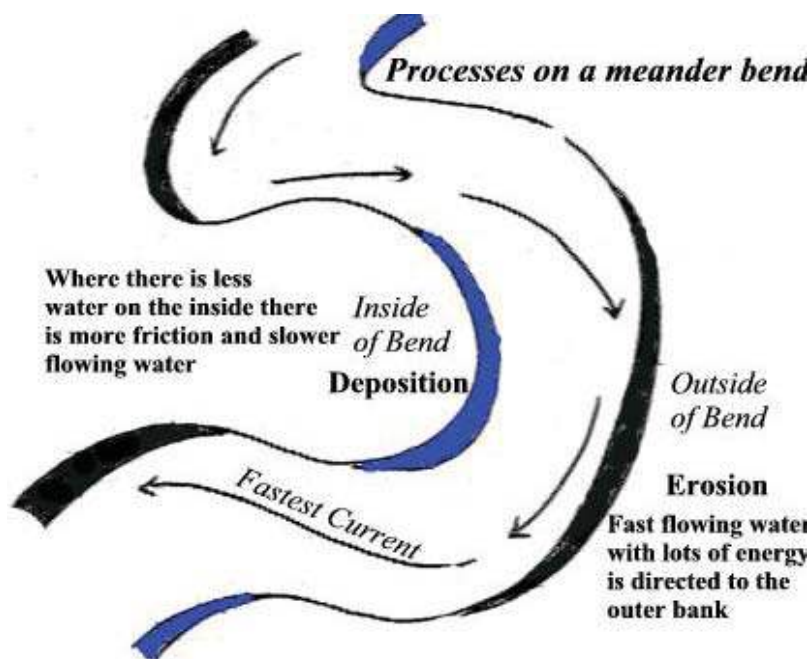 Processes on a meander bend
Where there is less
water on the inside there
is more friction and slower
flowing water
Inside
of Bend
Deposition
Outside
of Bend
Erosion
Fast flowing water
with lots of energy
is directed to the
outer bank
Fastest Current